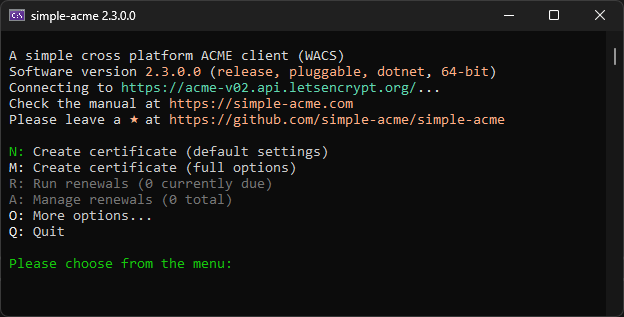 simple-acme 2.3.0.0
A simple cross platform ACME client (WACS)
Software version 2.3.0.0 (release, pluggable, dotnet, 64-bit)
Connecting to https://acme-v02.api.letsencrypt.org/...
Check the manual at https://simple-acme.com
Please leave a ★ at https://github.com/simple-acme/simple-acme
N: Create certificate (default settings)
M: Create certificate (full options)
R: Run renewals (0 currently due)
A: Manage renewals (0 total)
O: More options...
Q: Quit
Please choose from the menu: